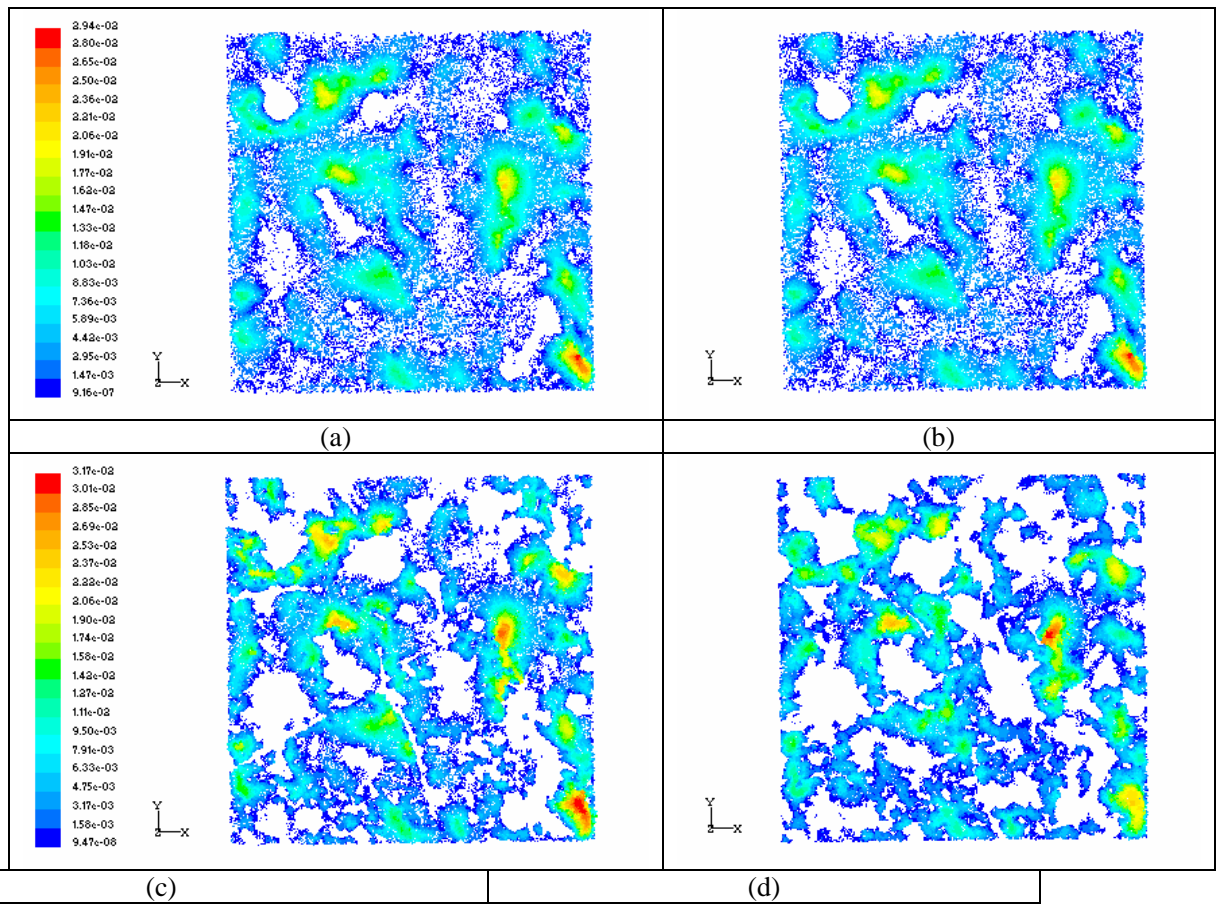 2.94e-02
2.80e-02
2.65e-02
2.50e-02
2.36e-02
2.21e-02
2.06e-02
1.91e-02
1.77e-02
1.62e-02
1.47e-02
1.33e-02
1.18e-02
1.03e-02
8.83e-03
7.36e-03
5.89e-03
4.42e-03
2.95e-03
1.47e-03
9.16e-07
Y
Z X
Y
Z X
(a) (b)
3.17e-02
3.01e-02
2.85e-02
2.69e-02
2.53e-02
2.37e-02
2.22e-02
2.06e-02
1.90e-02
1.74e-02
1.58e-02
1.42e-02
1.27e-02
1.11e-02
9.50e-03
7.91e-03
6.33e-03
4.75e-03
3.17e-03
1.58e-03
9.47e-08
Y
Z X
Y
Z X
(c) (d)